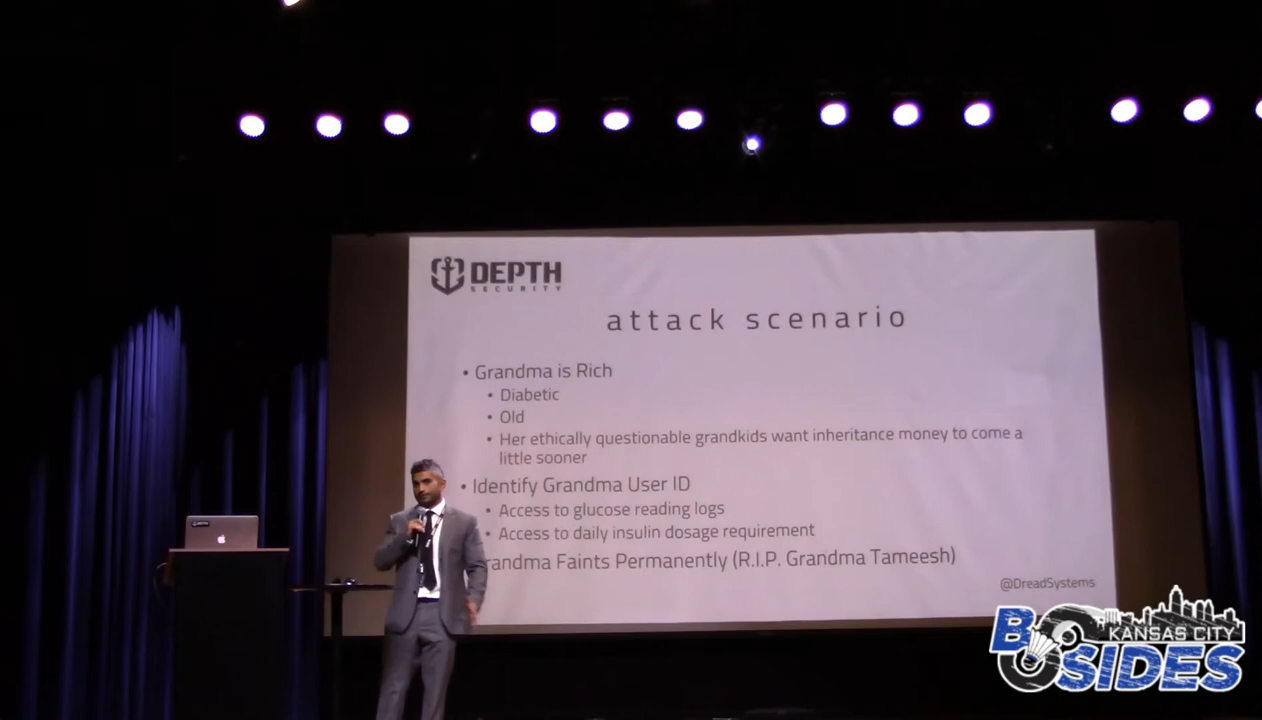 DEPTH
SECURITY
attack scenario
• Grandma is Rich
• Diabetic
• Old
• Her ethically questionable grandkids want inheritance money to come a
little sooner
• Identify Grandma User ID
• Access to glucose reading logs
• Access to daily insulin dosage requirement
randma Faints Permanently (R.I.P. Grandma Tameesh)
@DreadSystems
KANSAS CITY
BSIDES